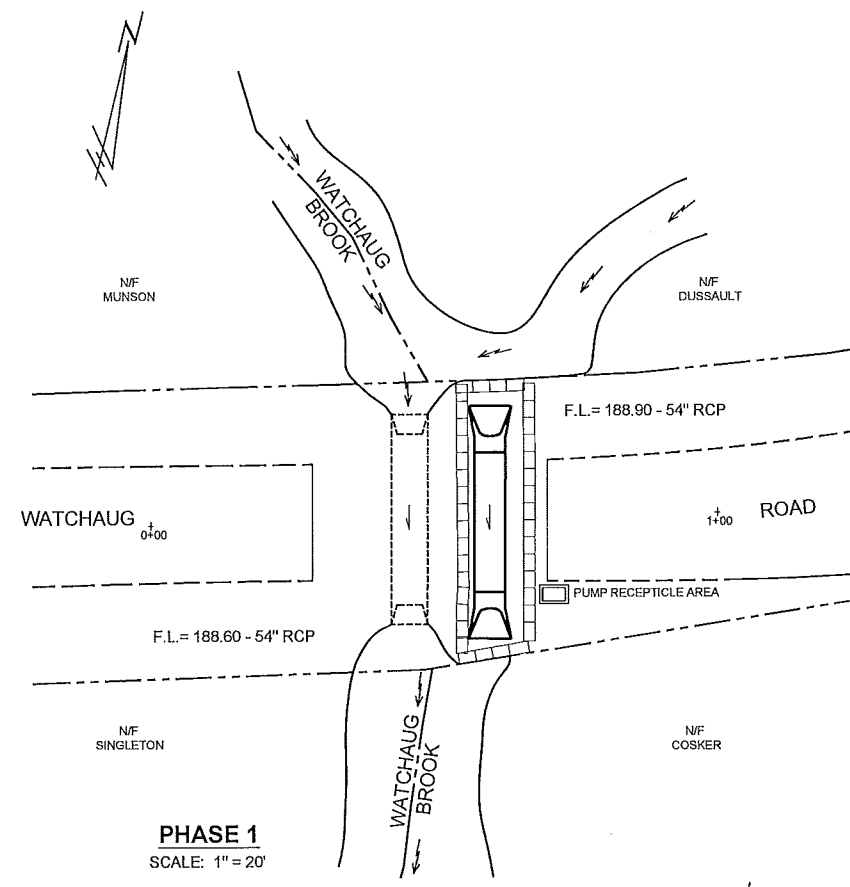 N
WATCHAUG
BROOK
N/F
MUNSON
N/F
DUSSAULT
F.L.= 188.90 - 54" RCP
WATCHAUG
0+00
1+00
ROAD
PUMP RECEPTICLE AREA
F.L.= 188.60 - 54" RCP
N/F
SINGLETON
WATCHAUG
BROOK
N/F
COSKER
PHASE 1
SCALE: 1" = 20'